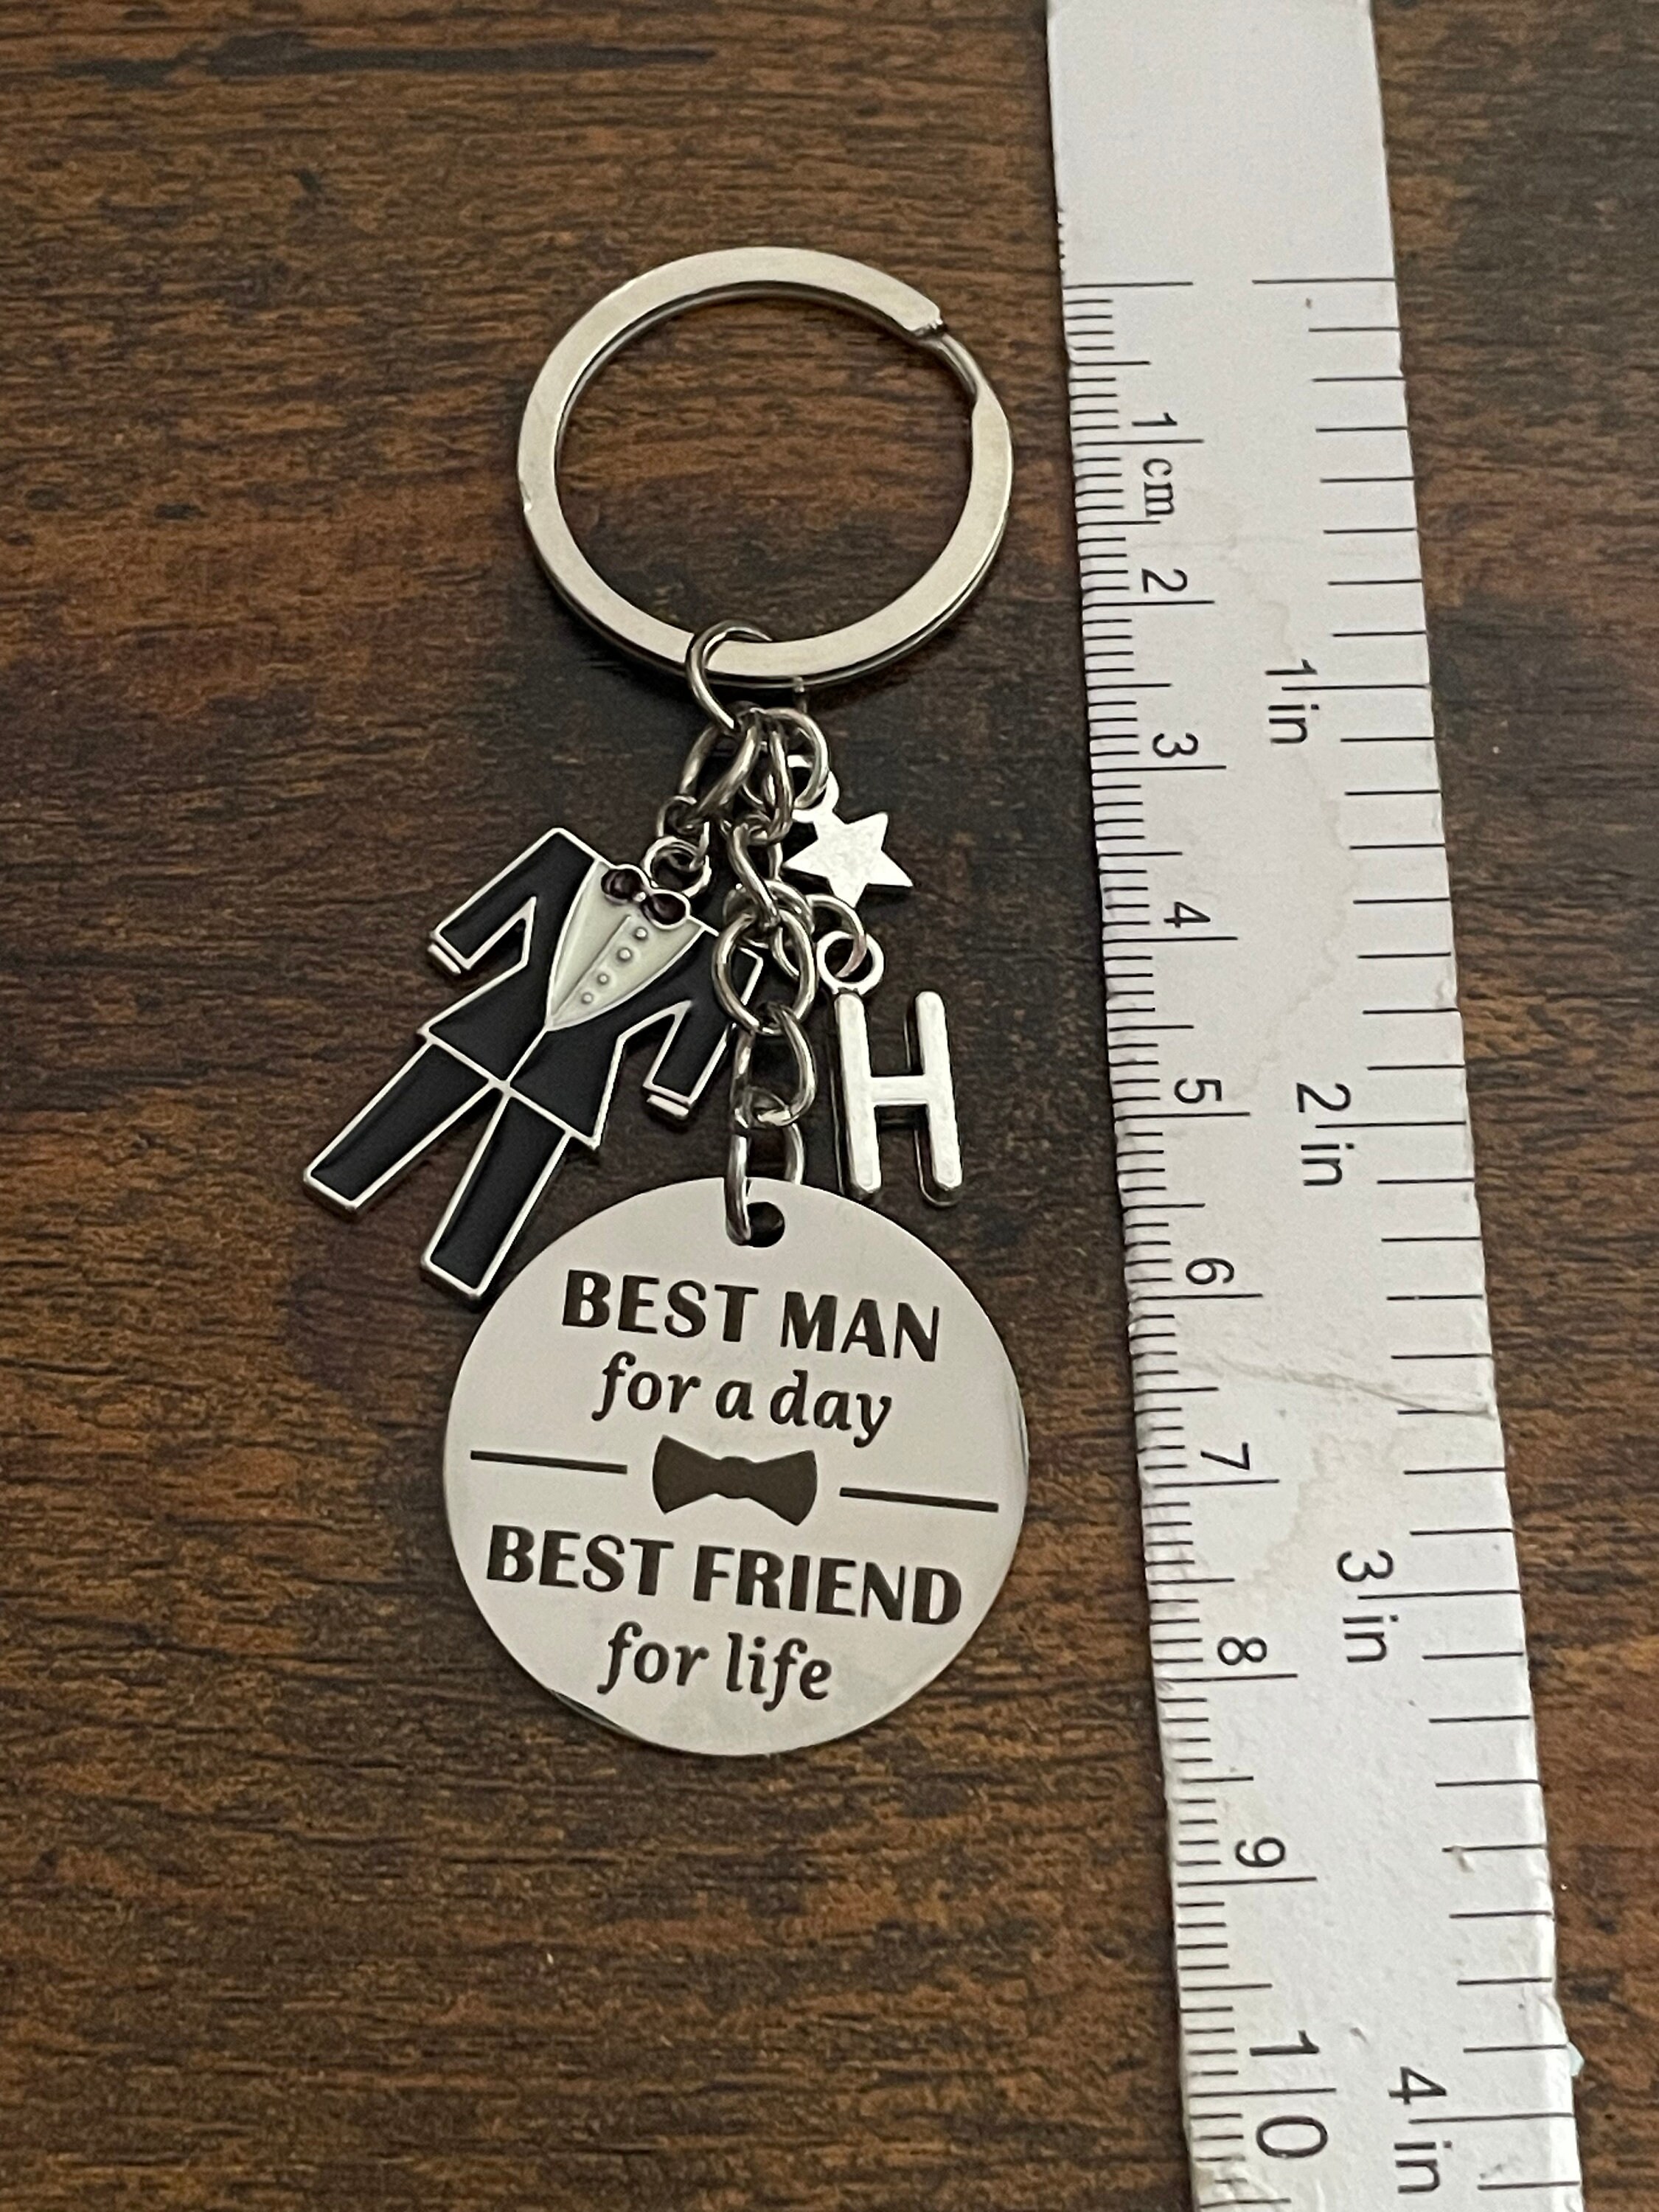 BEST MAN
for a day
BEST FRIEND
for life
H
1 cm
2
3
4
5
6
7
8
9
10
1 in
2 in
3 in
4 in